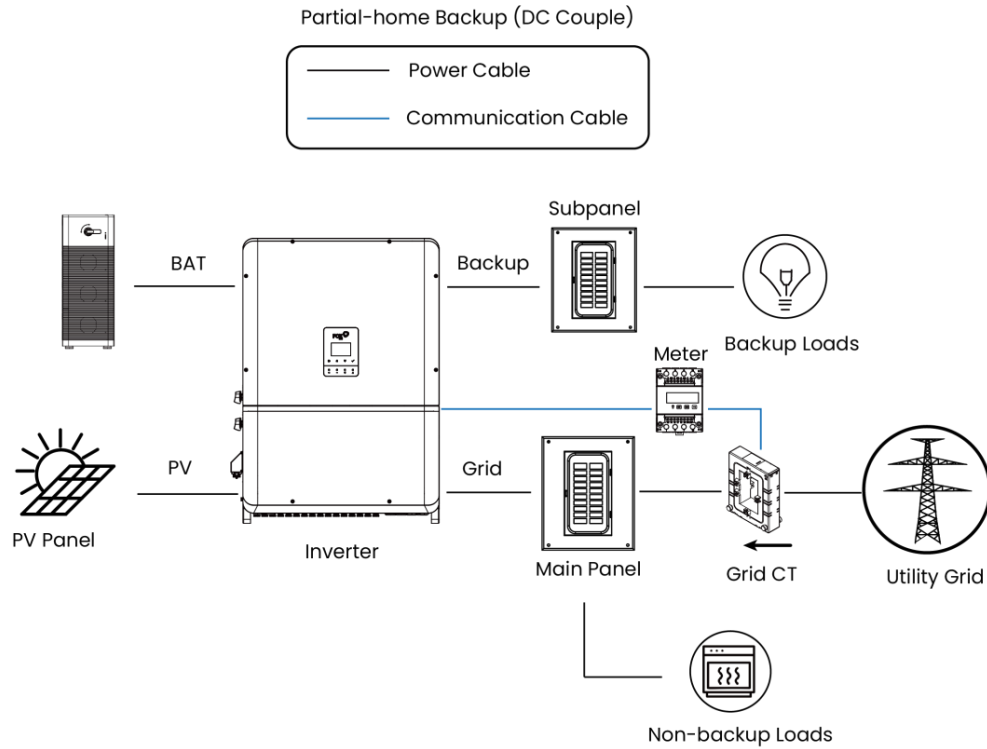 Partial-home Backup (DC Couple)
Power Cable
Communication Cable
Subpanel
BAT
Backup
Backup Loads
Meter
PV
Grid
PV Panel
Inverter
Main Panel
Grid CT
Utility Grid
Non-backup Loads